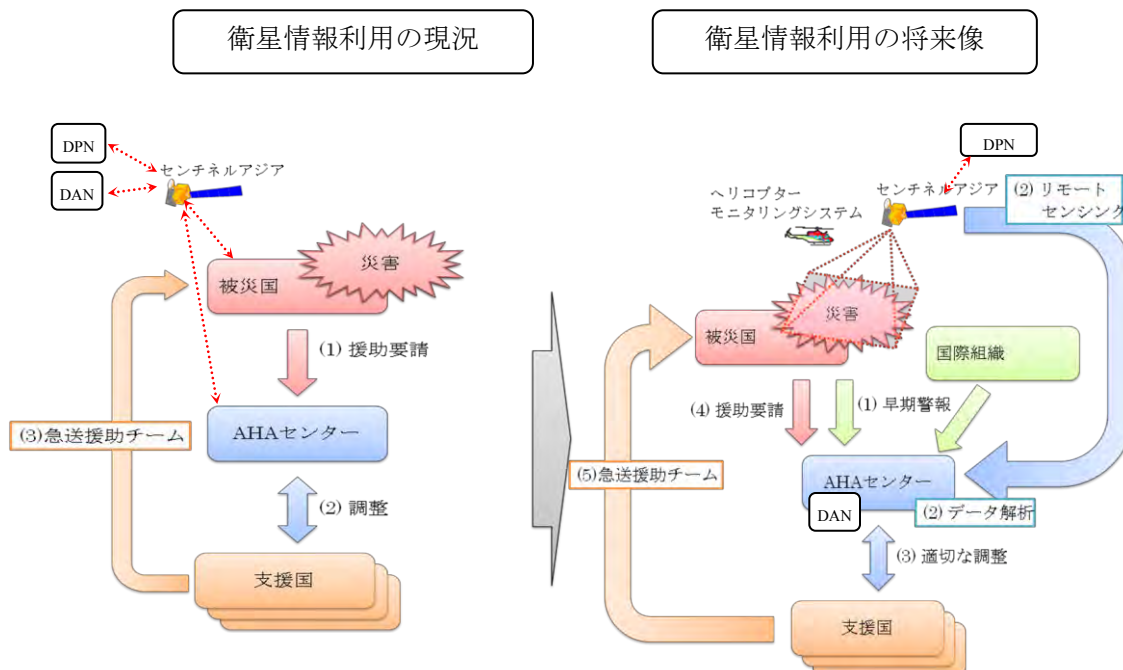 衛星情報利用の現況
DPN
センチネルアジア
DAN
災害
被災国
(1) 援助要請
AHAセンター
(3)急送援助チーム
(2) 調整
支援国
衛星情報利用の将来像
DPN
センチネルアジア
(2) リモート
センシング
ヘリコプター
モニタリングシステム
災害
被災国
国際組織
(4) 援助要請
(1) 早期警報
(5)急送援助チーム
AHAセンター
DAN
(2) データ解析
(3) 適切な調整
支援国